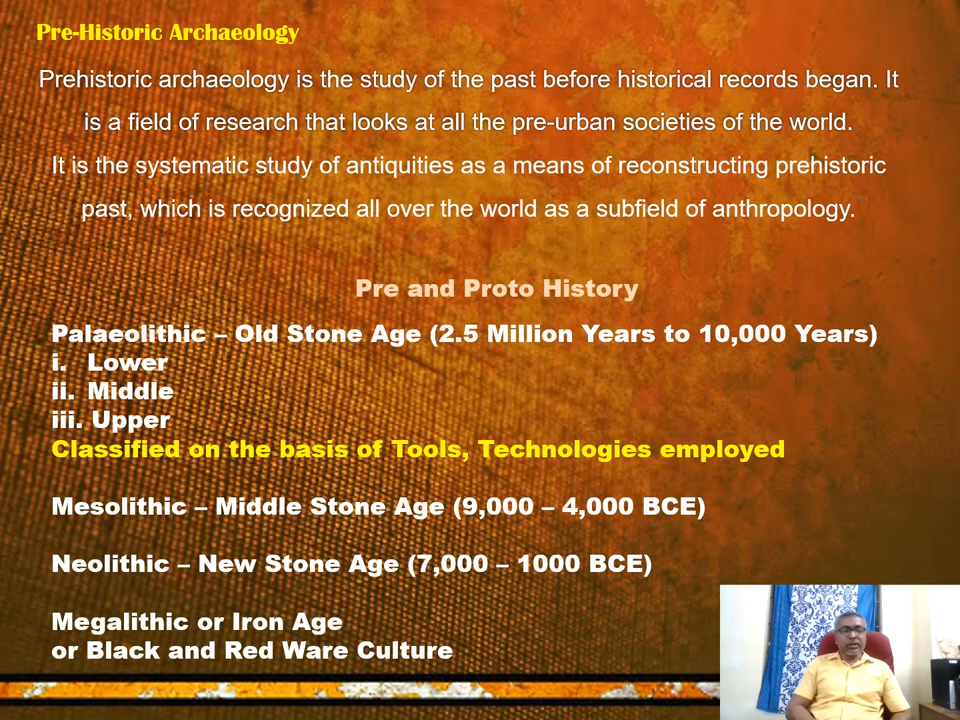 Pre-Historic Archaeology
Prehistoric archaeology is the study of the past before historical records began. It
is a field of research that looks at all the pre-urban societies of the world.
It is the systematic study of antiquities as a means of reconstructing prehistoric
past, which is recognized all over the world as a subfield of anthropology.
Pre and Proto History
Palaeolithic – Old Stone Age (2.5 Million Years to 10,000 Years)
i. Lower
ii. Middle
iii. Upper
Classified on the basis of Tools, Technologies employed
Mesolithic – Middle Stone Age (9,000 – 4,000 BCE)
Neolithic – New Stone Age (7,000 – 1000 BCE)
Megalithic or Iron Age
or Black and Red Ware Culture